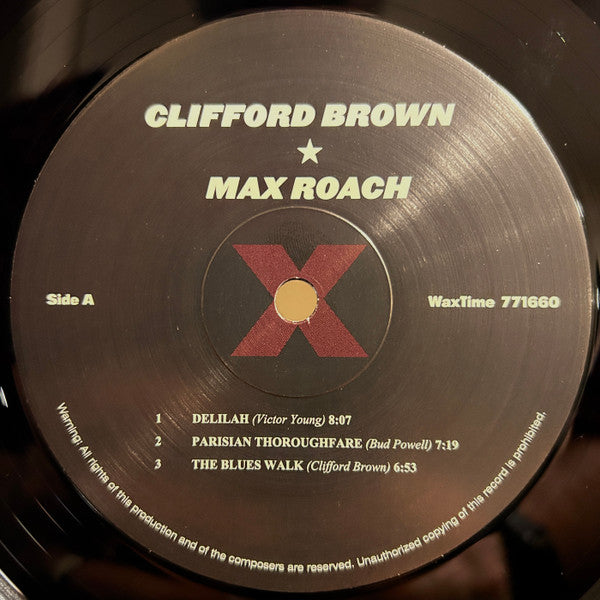 CLIFFORD BROWN
★
MAX ROACH
X
Side A
WaxTime 771660
1 DELILAH (Victor Young) 8:07
2 PARISIAN THOROUGHFARE (Bud Powell) 7:19
3 THE BLUES WALK (Clifford Brown) 6:53
Warning: All rights of this production and of the composers are reserved. Unauthorized copying of this record is prohibited.